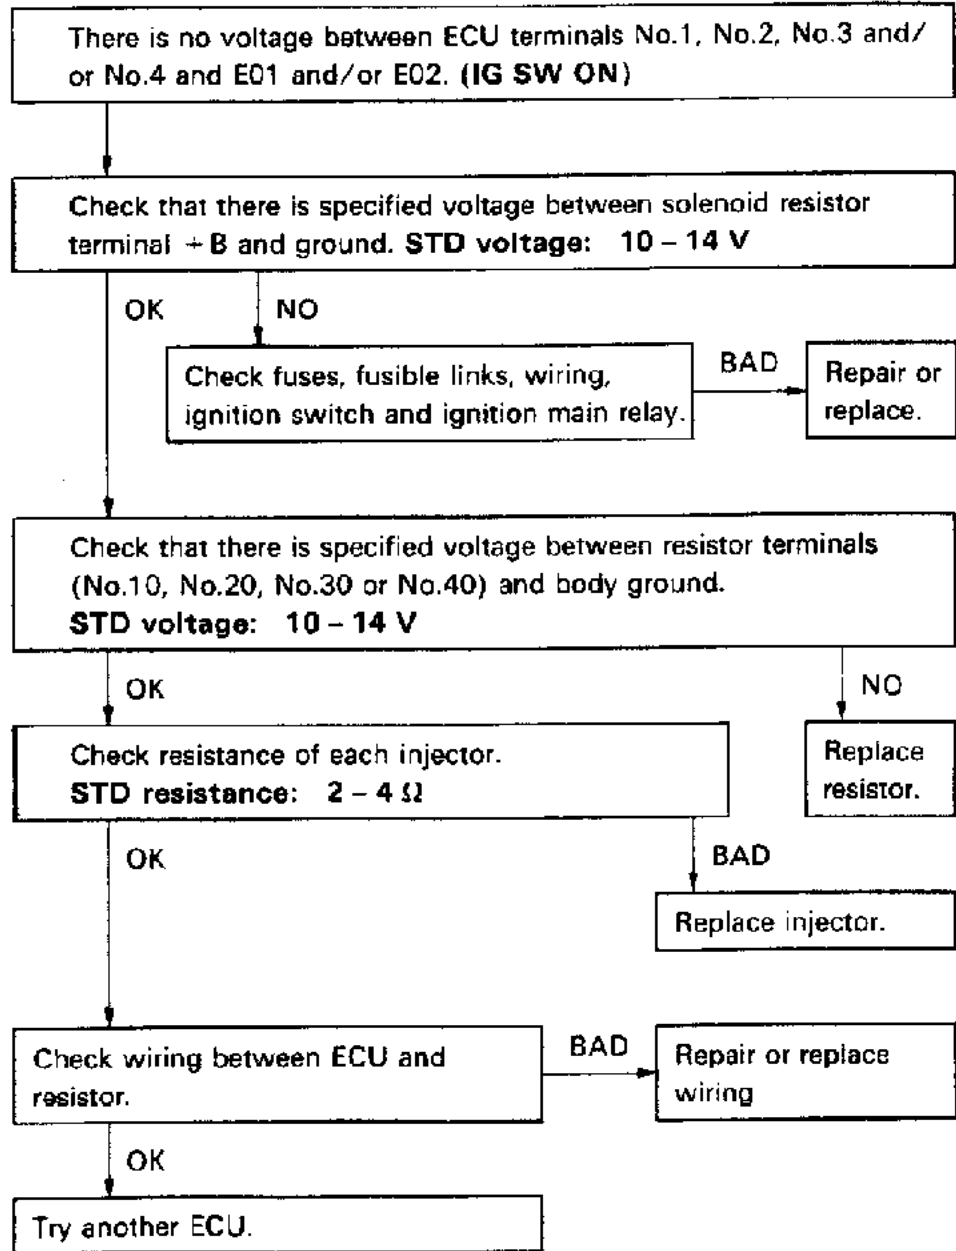 There is no voltage between ECU terminals No.1, No.2, No.3 and/
or No.4 and E01 and/or E02. (IG SW ON)
Check that there is specified voltage between solenoid resistor
terminal +B and ground. STD voltage: 10 – 14 V
OK
NO
Check fuses, fusible links, wiring,
ignition switch and ignition main relay.
BAD
Repair or
replace.
Check that there is specified voltage between resistor terminals
(No.10, No.20, No.30 or No.40) and body ground.
STD voltage: 10 – 14 V
OK
NO
Check resistance of each injector.
STD resistance: 2 – 4 Ω
Replace
resistor.
OK
BAD
Replace injector.
Check wiring between ECU and
resistor.
BAD
Repair or replace
wiring
OK
Try another ECU.